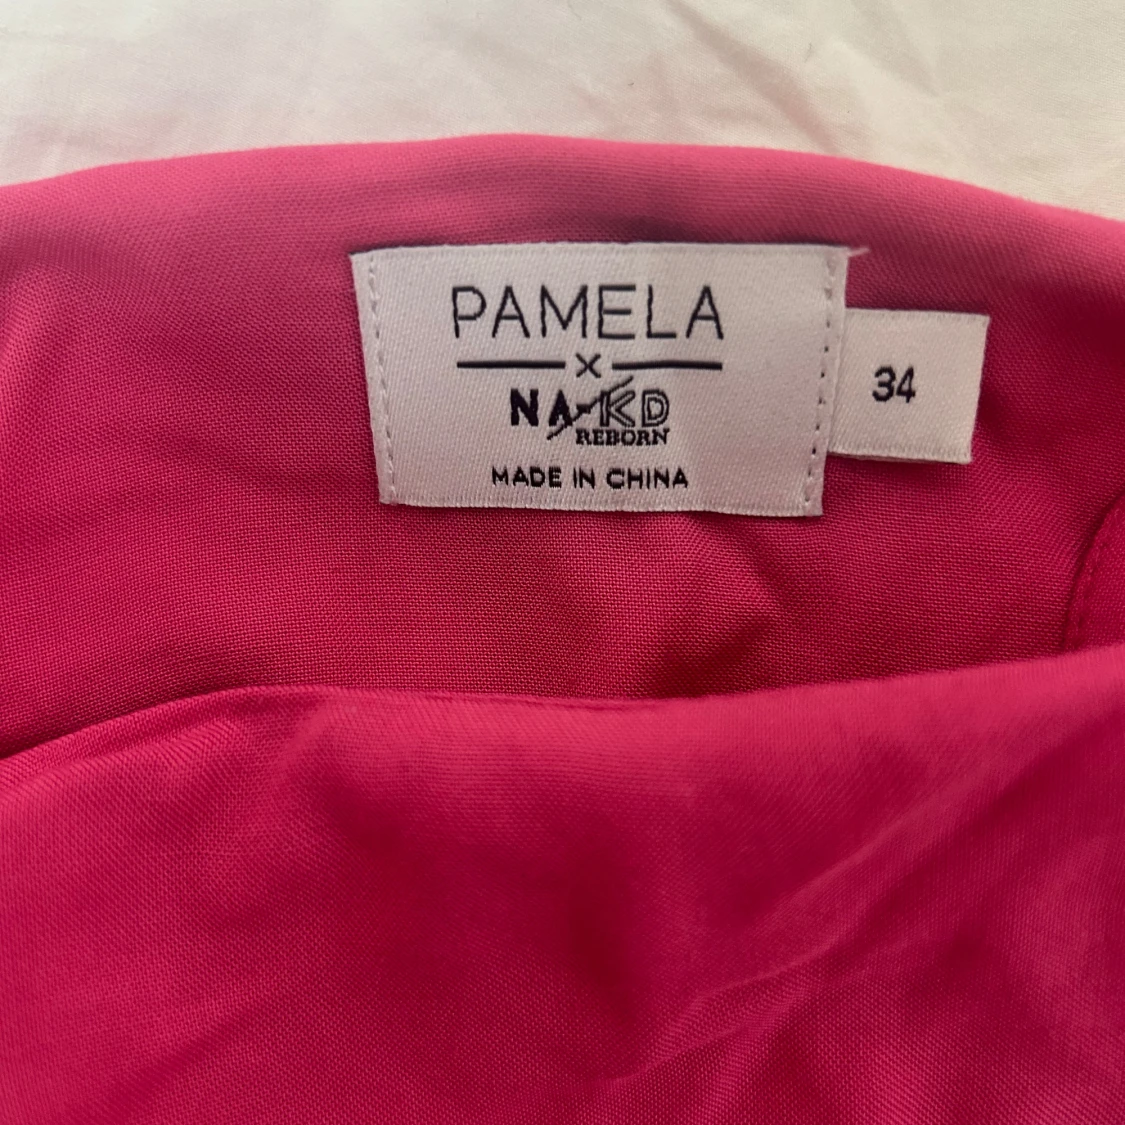 PAMELA
X
NA-KD
REBORN
MADE IN CHINA
34